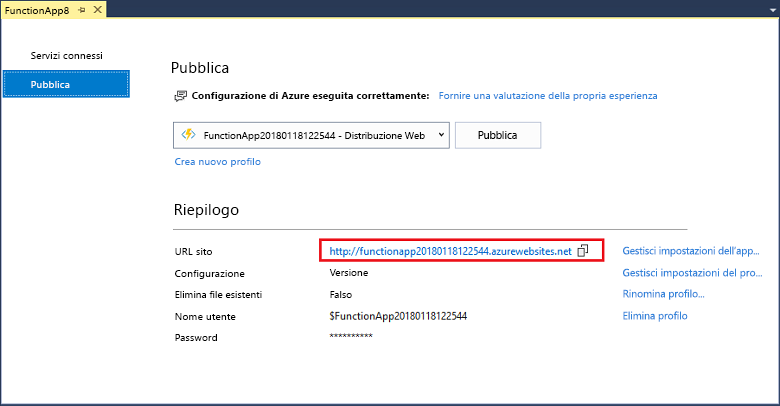 FunctionApp8
Servizi connessi
Pubblica
Pubblica
Configurazione di Azure eseguita correttamente: Fornire una valutazione della propria esperienza
FunctionApp20180118122544 - Distribuzione Web
Pubblica
Crea nuovo profilo
Riepilogo
URL sito http://functionapp20180118122544.azurewebsites.net Gestisci impostazioni dell'app...
Configurazione Versione Gestisci impostazioni del pro...
Elimina file esistenti Falso Rinomina profilo...
Nome utente $FunctionApp20180118122544 Elimina profilo
Password **********